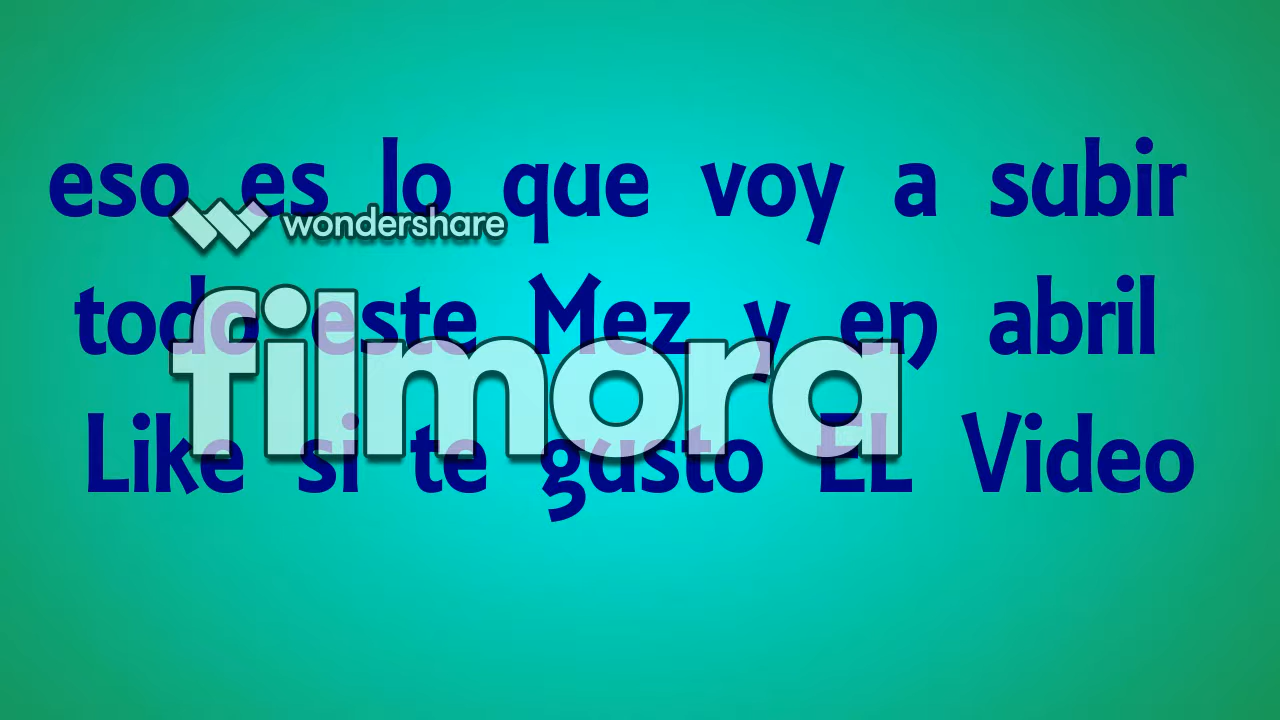 eso es lo que voy a subir
wondershare
todo este Mez y en abril
filmora
Like si te gusto EL Video